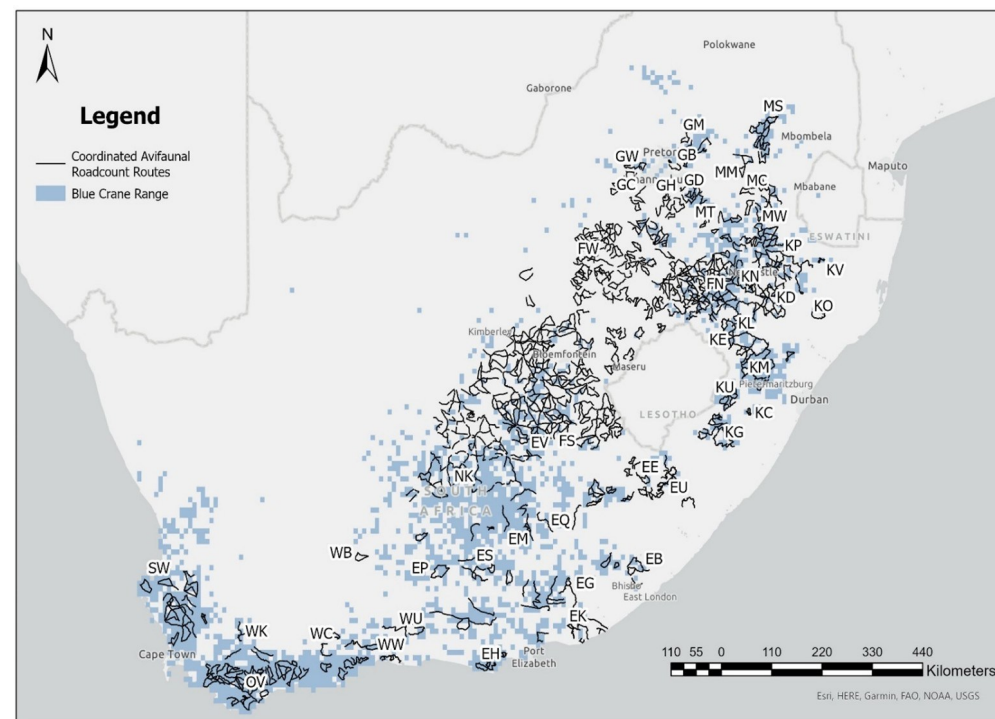 N
Legend
Coordinated Avifaunal
Roadcount Routes
Blue Crane Range
Polokwane
Gaborone
MS
GM
Mbombela
GW
GB
Maputo
MM
GC
GH
GD
MC
Mbabane
MT
MW
ESWATINI
FW
KP
KV
KN
FN
KD
KO
KL
Kimberley
KE
Bloemfontein
Maseru
KM
Pietermaritzburg
KU
Durban
LESOTHO
KC
EV
FS
KG
EE
NK
EU
SOUTH
AFRICA
EQ
EM
WB
ES
EB
SW
EP
EG
East London
WU
EK
WK
WC
WW
Cape Town
EH
Port
Elizabeth
OV
110 55 0 110 220 330 440
Kilometers
Esri, HERE, Garmin, FAO, NOAA, USGS